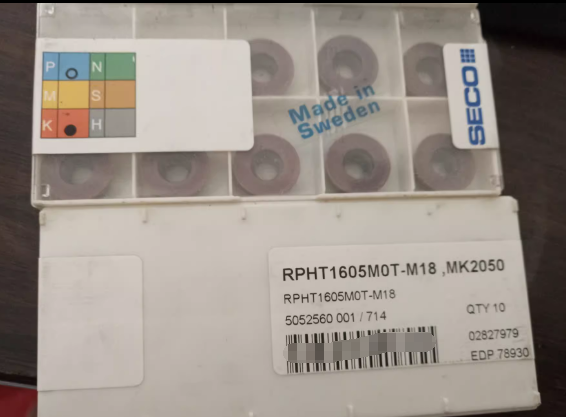 P N
M S
K H
Made in
Sweden
SECO
RPHT1605M0T-M18 ,MK2050
RPHT1605M0T-M18
5052560 001 / 714
QTY 10
02827979
EDP 78930